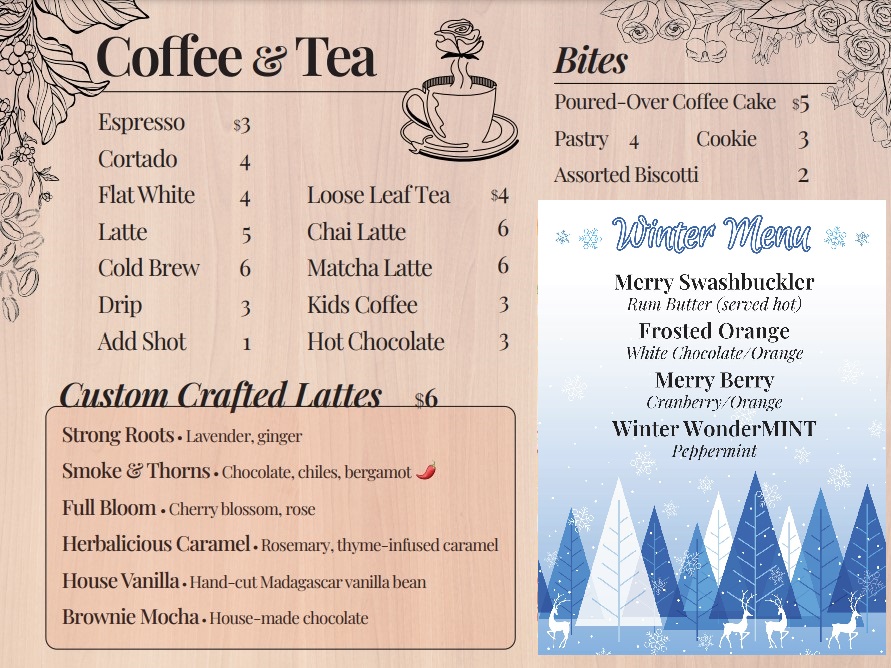 Coffee & Tea
Espresso $3
Cortado 4
Flat White 4
Latte 5
Cold Brew 6
Drip 3
Add Shot 1
Loose Leaf Tea $4
Chai Latte 6
Matcha Latte 6
Kids Coffee 3
Hot Chocolate 3
Custom Crafted Lattes $6
Strong Roots • Lavender, ginger
Smoke & Thorns • Chocolate, chiles, bergamot 🌶️
Full Bloom • Cherry blossom, rose
Herbalicious Caramel • Rosemary, thyme-infused caramel
House Vanilla • Hand-cut Madagascar vanilla bean
Brownie Mocha • House-made chocolate
Bites
Poured-Over Coffee Cake $5
Pastry 4 Cookie 3
Assorted Biscotti 2
Winter Menu
Merry Swashbuckler
Rum Butter (served hot)
Frosted Orange
White Chocolate/Orange
Merry Berry
Cranberry/Orange
Winter WonderMINT
Peppermint